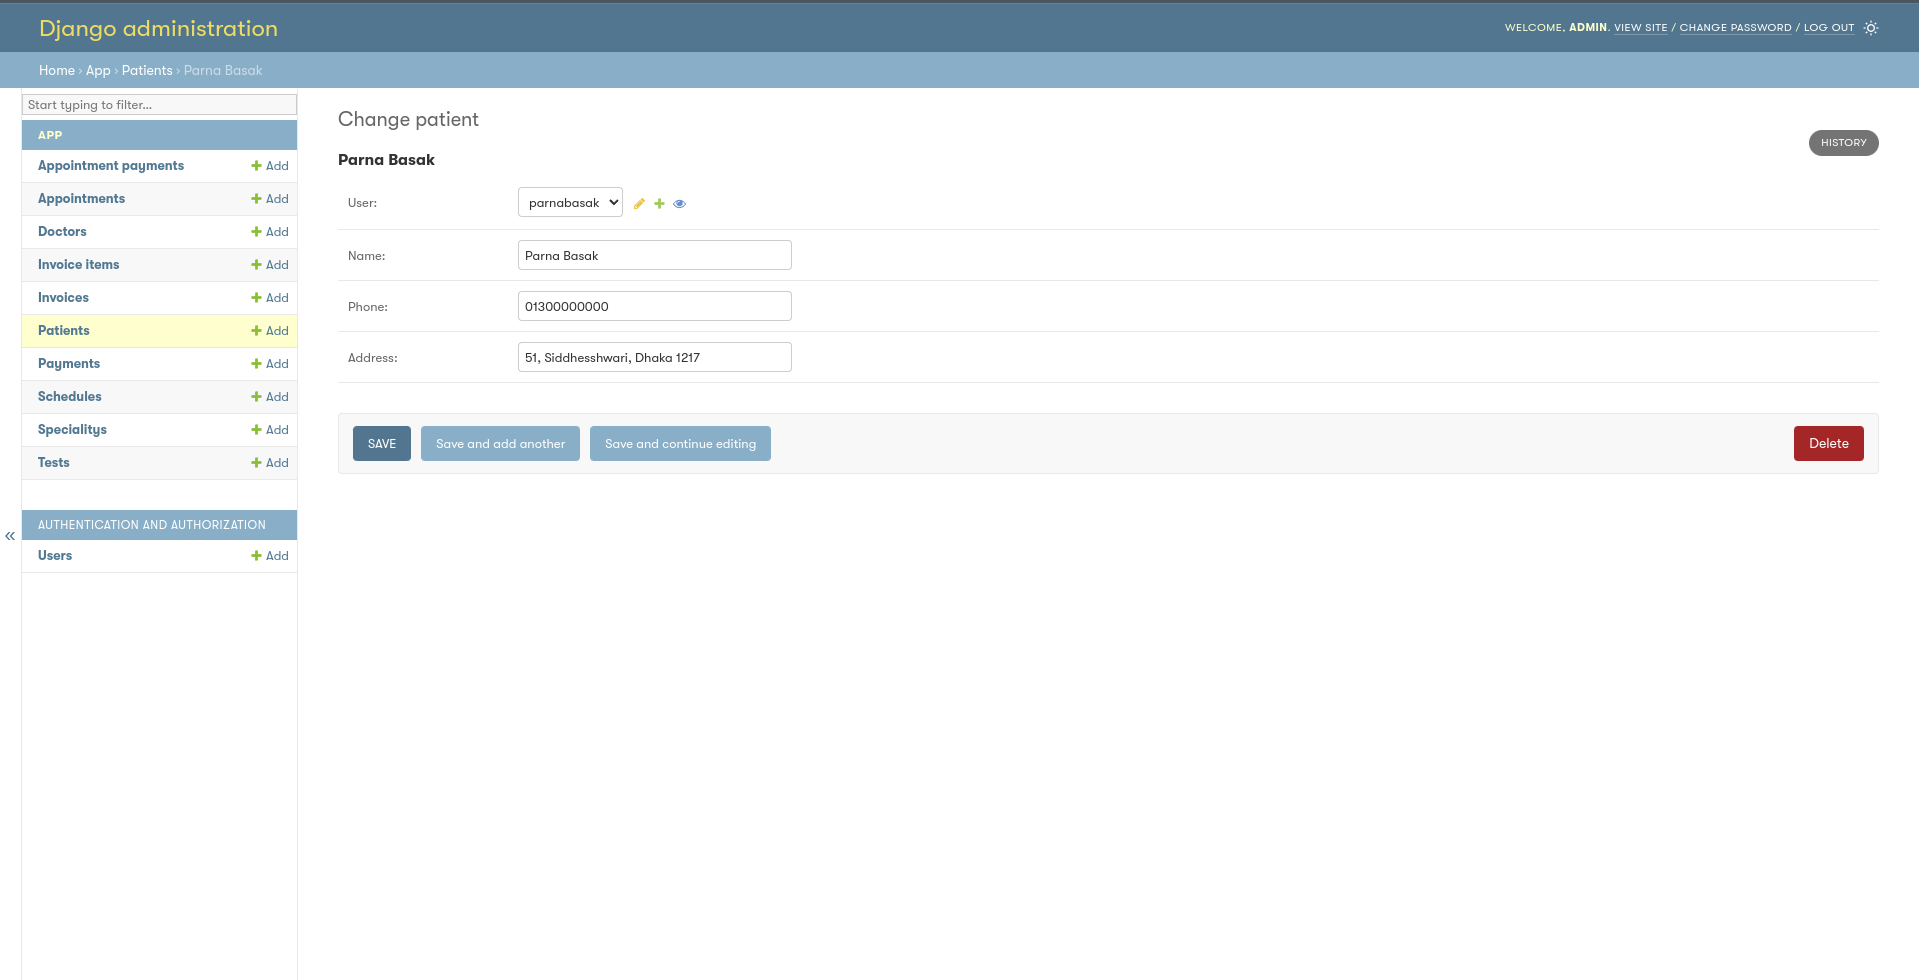 Django administration
WELCOME, ADMIN. VIEW SITE / CHANGE PASSWORD / LOG OUT
Home › App › Patients › Parna Basak
Start typing to filter...
APP
Appointment payments Add
Appointments Add
Doctors Add
Invoice items Add
Invoices Add
Patients Add
Payments Add
Schedules Add
Specialitys Add
Tests Add
AUTHENTICATION AND AUTHORIZATION
«
Users Add
Change patient
HISTORY
Parna Basak
User: parnabasak
Name: Parna Basak
Phone: 01300000000
Address: 51, Siddhesshwari, Dhaka 1217
SAVE Save and add another Save and continue editing Delete